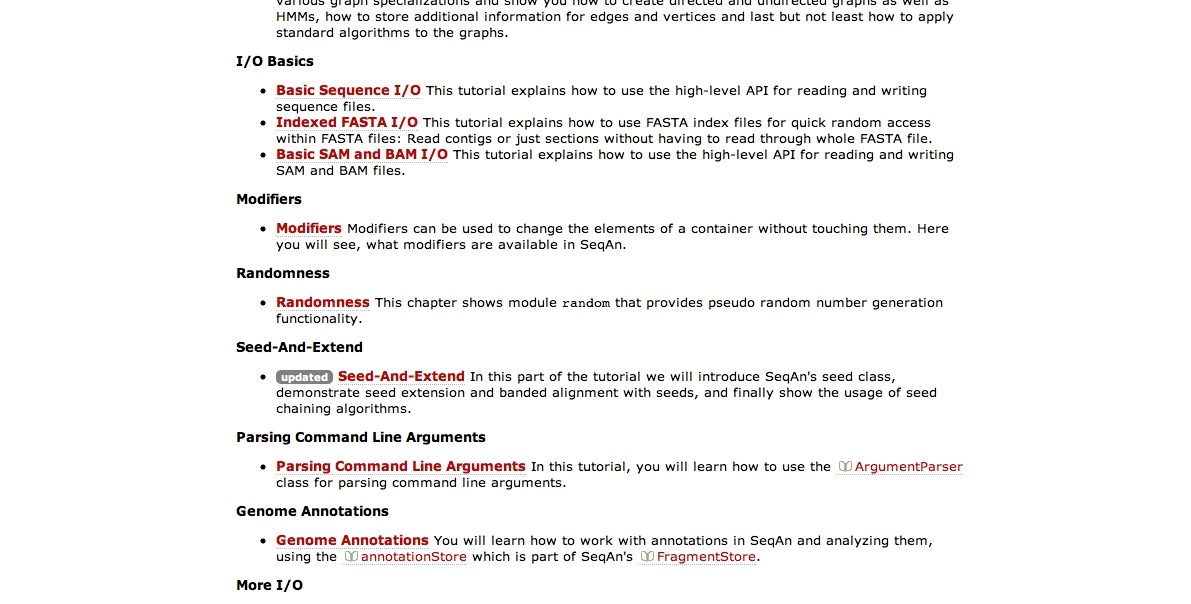 various graph specializations and show you how to create directed and undirected graphs as well as
HMMs, how to store additional information for edges and vertices and last but not least how to apply
standard algorithms to the graphs.
I/O Basics
Basic Sequence I/O This tutorial explains how to use the high-level API for reading and writing
sequence files.
Indexed FASTA I/O This tutorial explains how to use FASTA index files for quick random access
within FASTA files: Read contigs or just sections without having to read through whole FASTA file.
Basic SAM and BAM I/O This tutorial explains how to use the high-level API for reading and writing
SAM and BAM files.
Modifiers
Modifiers Modifiers can be used to change the elements of a container without touching them. Here
you will see, what modifiers are available in SeqAn.
Randomness
Randomness This chapter shows module random that provides pseudo random number generation
functionality.
Seed-And-Extend
updated Seed-And-Extend In this part of the tutorial we will introduce SeqAn's seed class,
demonstrate seed extension and banded alignment with seeds, and finally show the usage of seed
chaining algorithms.
Parsing Command Line Arguments
Parsing Command Line Arguments In this tutorial, you will learn how to use the ArgumentParser
class for parsing command line arguments.
Genome Annotations
Genome Annotations You will learn how to work with annotations in SeqAn and analyzing them,
using the annotationStore which is part of SeqAn's FragmentStore.
More I/O